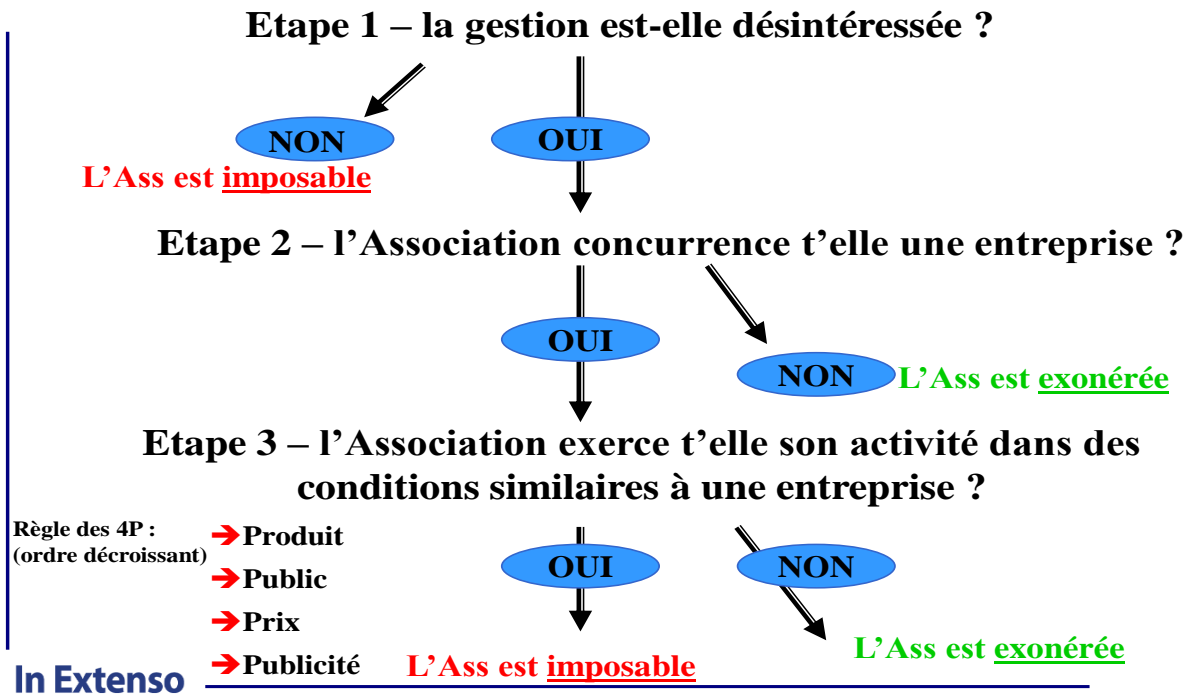 Etape 1 – la gestion est-elle désintéressée ?
NON
OUI
L’Ass est imposable
Etape 2 – l’Association concurrence t’elle une entreprise ?
OUI
NON
L’Ass est exonérée
Etape 3 – l’Association exerce t’elle son activité dans des
conditions similaires à une entreprise ?
Règle des 4P :
(ordre décroissant)
Produit
Public
Prix
Publicité
OUI
NON
L’Ass est imposable
L’Ass est exonérée
In Extenso